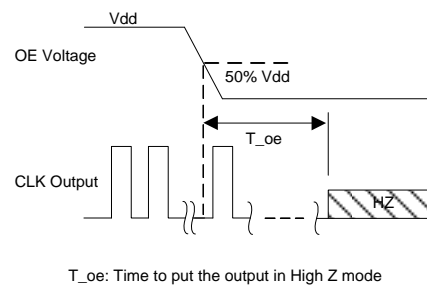 Vdd
OE Voltage
50% Vdd
T_oe
CLK Output
HZ
T_oe: Time to put the output in High Z mode